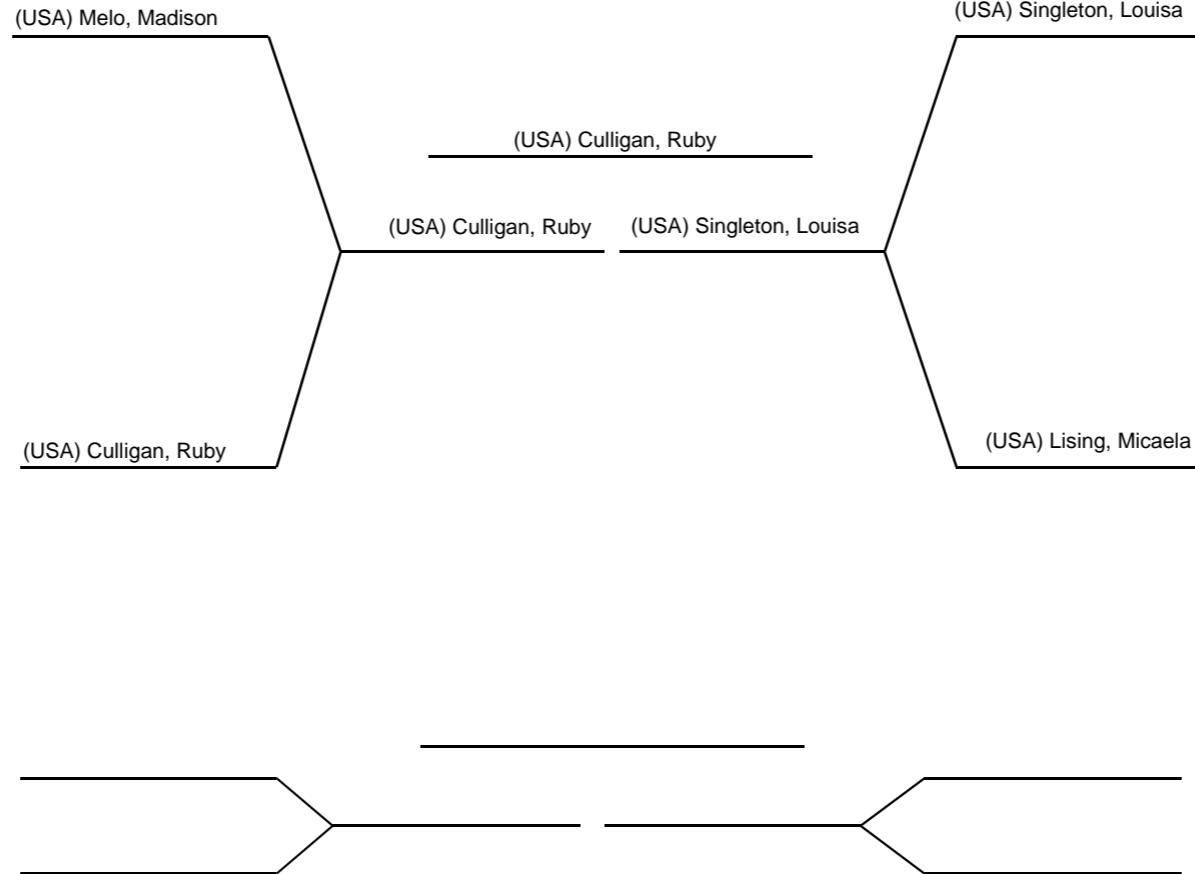 (USA) Melo, Madison
(USA) Singleton, Louisa
(USA) Culligan, Ruby
(USA) Culligan, Ruby
(USA) Singleton, Louisa
(USA) Culligan, Ruby
(USA) Lising, Micaela